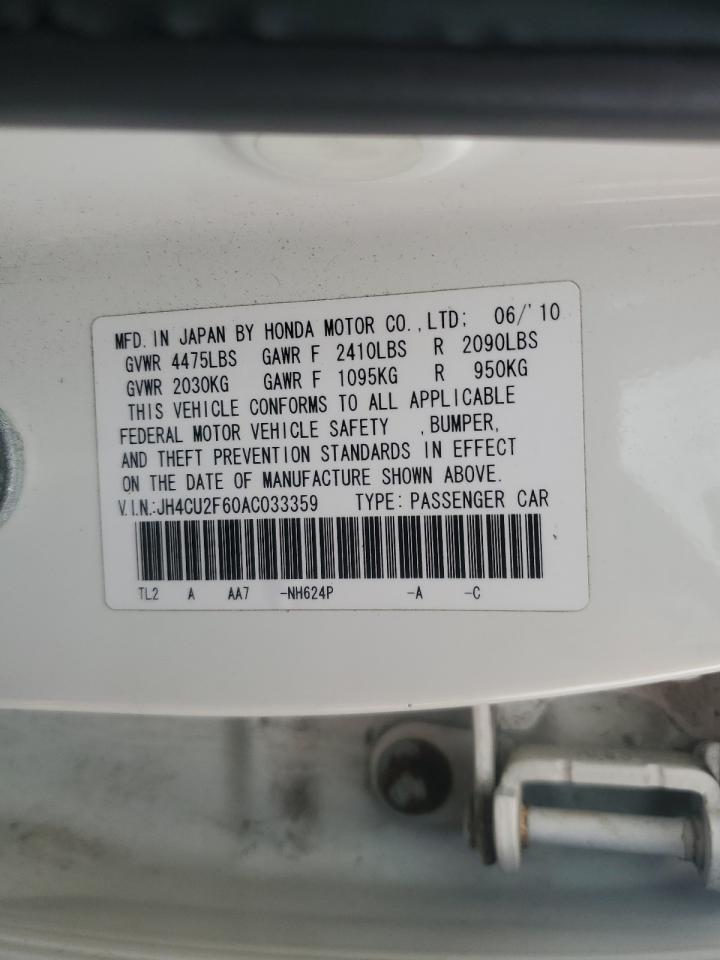 MFD. IN JAPAN BY HONDA MOTOR CO., LTD; 06/'10
GVWR 4475LBS GAWR F 2410LBS R 2090LBS
GVWR 2030KG GAWR F 1095KG R 950KG
THIS VEHICLE CONFORMS TO ALL APPLICABLE
FEDERAL MOTOR VEHICLE SAFETY ,BUMPER,
AND THEFT PREVENTION STANDARDS IN EFFECT
ON THE DATE OF MANUFACTURE SHOWN ABOVE.
V.I.N.:JH4CU2F60AC033359 TYPE: PASSENGER CAR
TL2 A AA7 -NH624P -A -C